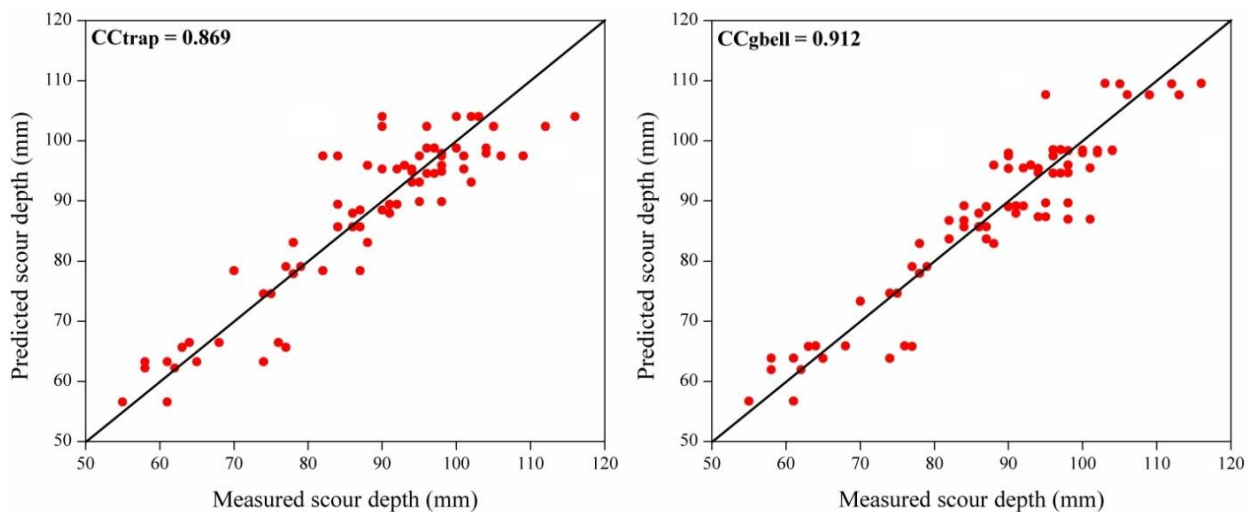 CCtrap = 0.869
120
110
100
90
80
70
60
50
Predicted scour depth (mm)
50 60 70 80 90 100 110 120
Measured scour depth (mm)
CCgbell = 0.912
120
110
100
90
80
70
60
50
Predicted scour depth (mm)
50 60 70 80 90 100 110 120
Measured scour depth (mm)